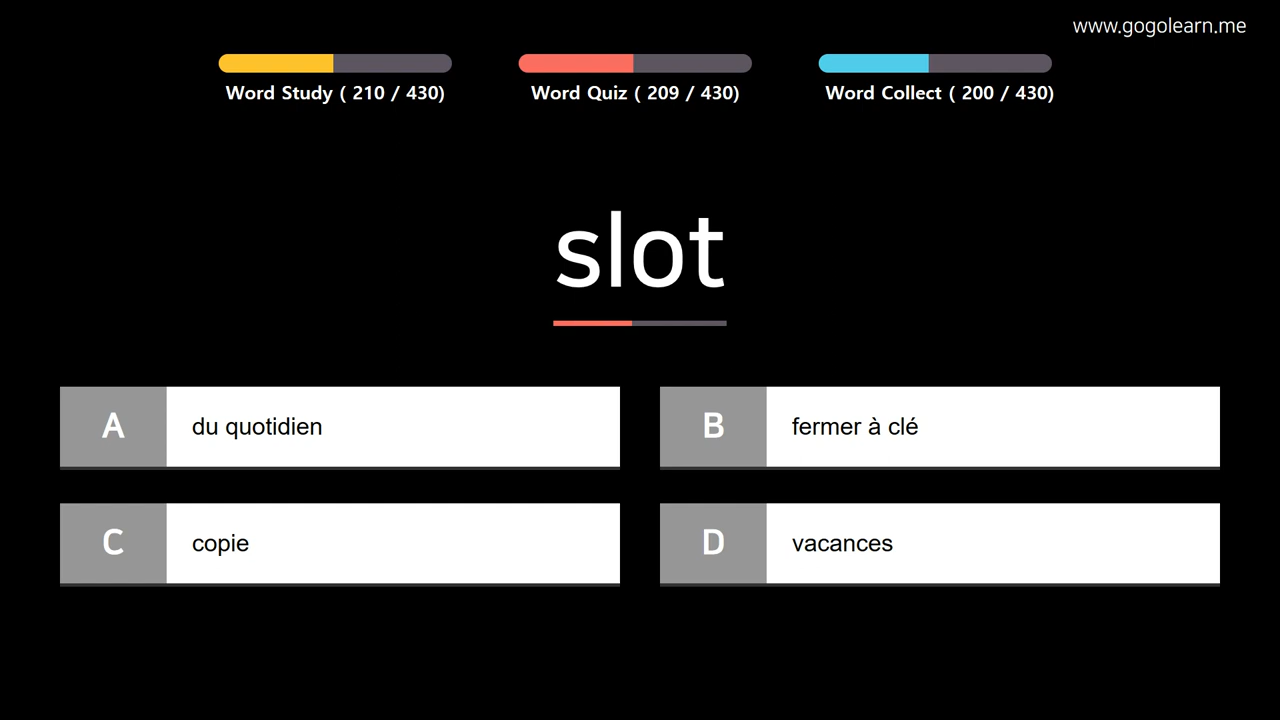 www.gogolearn.me
Word Study ( 210 / 430)
Word Quiz ( 209 / 430)
Word Collect ( 200 / 430)
slot
A
du quotidien
B
fermer à clé
C
copie
D
vacances